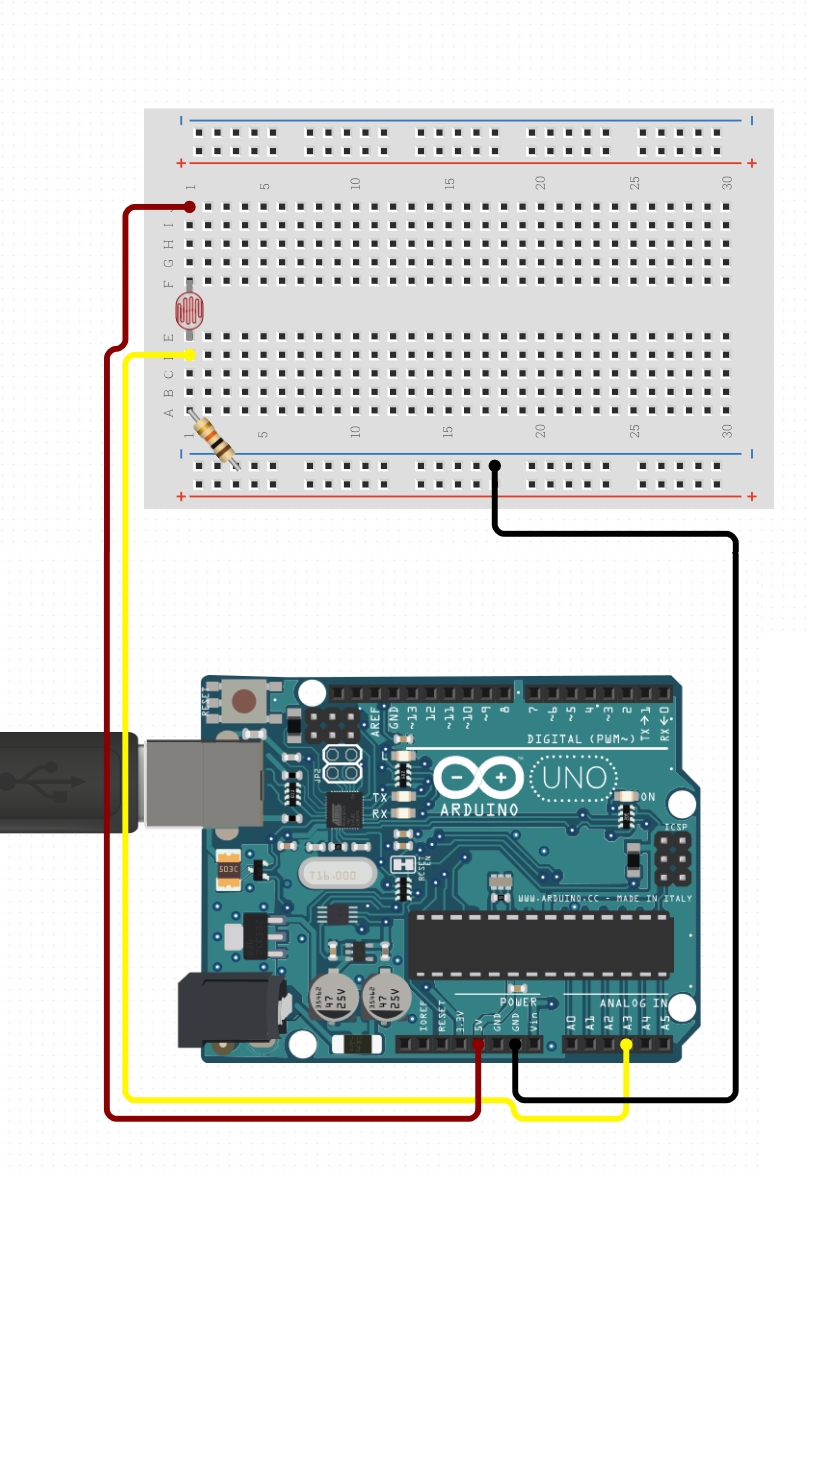 - -
+ +
1 5 10 15 20 25 30
I
H
G
F
E
C
B
A
1 5 10 15 20 25 30
- -
+ +
RESET
AREF
GND
~13
12
~11
~10
~9
8
7
~6
~5
4
~3
2
TX→1
RX←0
DIGITAL (PWM~)
JP2
L
TX
RX
™
UNO
ARDUINO
ON
ICSP
RESET
EN
503C
T16.000
WWW.ARDUINO.CC - MADE IN ITALY
47
25V
47
25V
POWER
ANALOG IN
IOREF
RESET
3.3V
5V
GND
GND
Vin
A0
A1
A2
A3
A4
A5